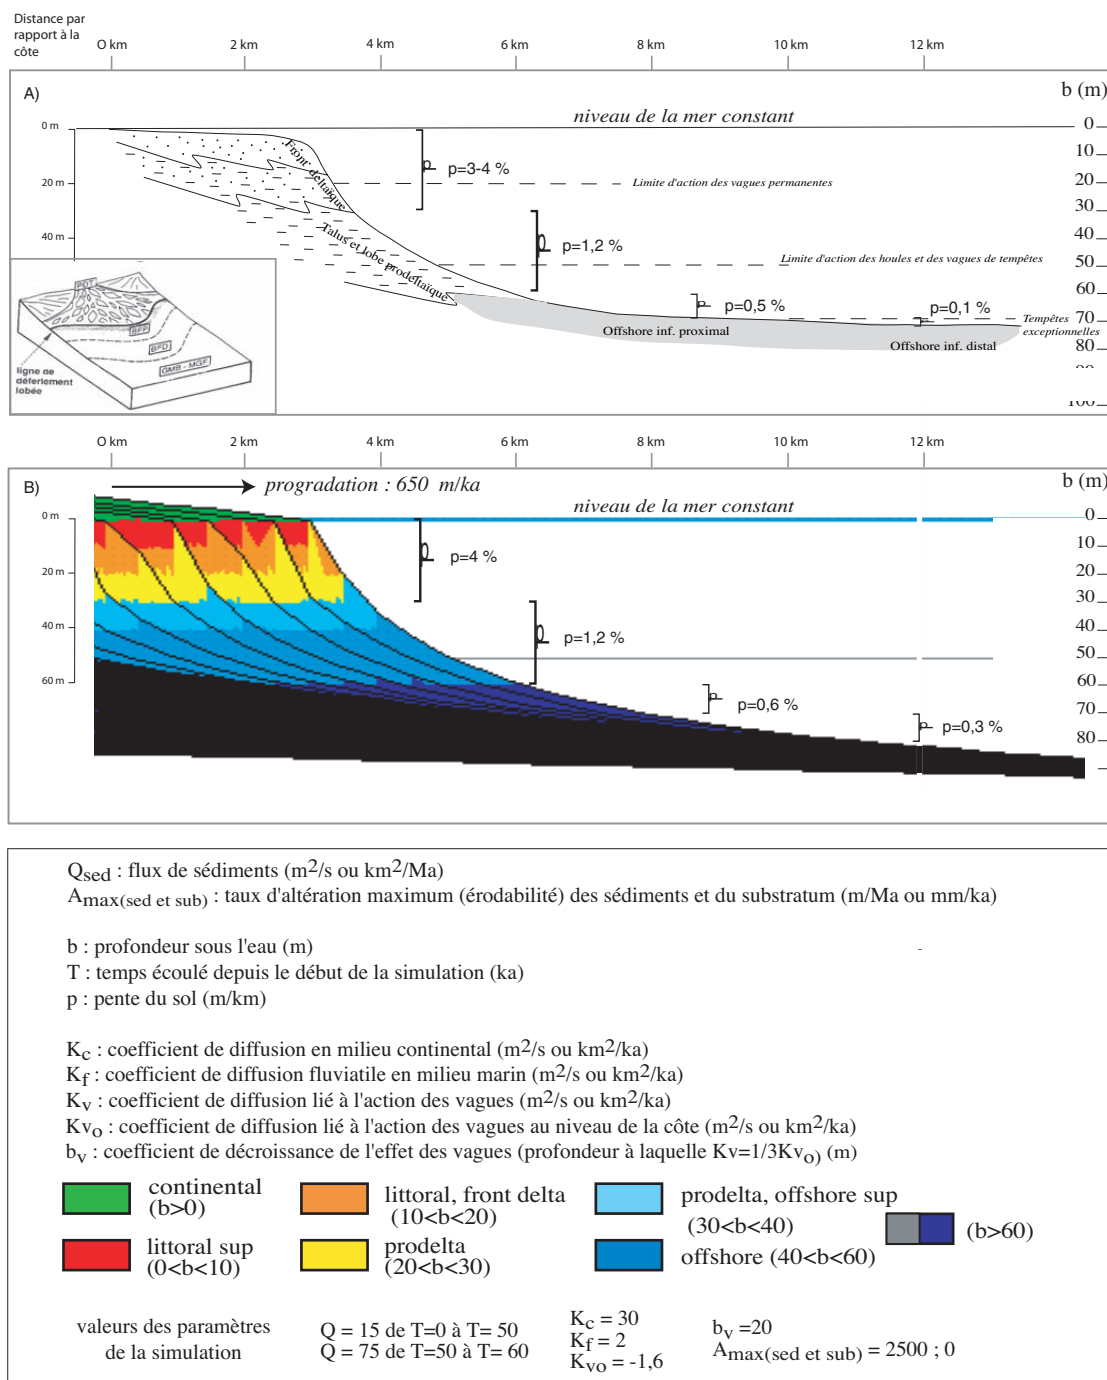 Distance par
rapport à la
côte
O km 2 km 4 km 6 km 8 km 10 km 12 km
A)
b (m)
niveau de la mer constant
0 m
20 m
40 m
0
10
20
30
40
50
60
70
80
Front deltaïque
p
p=3-4 %
Limite d'action des vagues permanentes
Talus et lobe prodeltaïque
p
p=1,2 %
Limite d'action des houles et des vagues de tempêtes
p
p=0,5 %
p
p=0,1 %
Tempêtes
exceptionnelles
Offshore inf. proximal
Offshore inf. distal
PDT
BFP
BFD
GMB - MGF
ligne de
déferlement
lobée
O km 2 km 4 km 6 km 8 km 10 km 12 km
B)
progradation : 650 m/ka
b (m)
niveau de la mer constant
0 m
20 m
40 m
60 m
0
10
20
30
40
50
60
70
80
p
p=4 %
p
p=1,2 %
p
p=0,6 %
p
p=0,3 %
Qsed : flux de sédiments (m2/s ou km2/Ma)
Amax(sed et sub) : taux d'altération maximum (érodabilité) des sédiments et du substratum (m/Ma ou mm/ka)
b : profondeur sous l'eau (m)
T : temps écoulé depuis le début de la simulation (ka)
p : pente du sol (m/km)
Kc : coefficient de diffusion en milieu continental (m2/s ou km2/ka)
Kf : coefficient de diffusion fluviatile en milieu marin (m2/s ou km2/ka)
Kv : coefficient de diffusion lié à l'action des vagues (m2/s ou km2/ka)
Kvo : coefficient de diffusion lié à l'action des vagues au niveau de la côte (m2/s ou km2/ka)
bv : coefficient de décroissance de l'effet des vagues (profondeur à laquelle Kv=1/3Kvo) (m)
continental
(b>0)
littoral, front delta
(10<b<20)
prodelta, offshore sup
(30<b<40)
(b>60)
littoral sup
(0<b<10)
prodelta
(20<b<30)
offshore (40<b<60)
valeurs des paramètres
de la simulation
Q = 15 de T=0 à T= 50
Q = 75 de T=50 à T= 60
Kc = 30
Kf = 2
Kvo = -1,6
bv =20
Amax(sed et sub) = 2500 ; 0